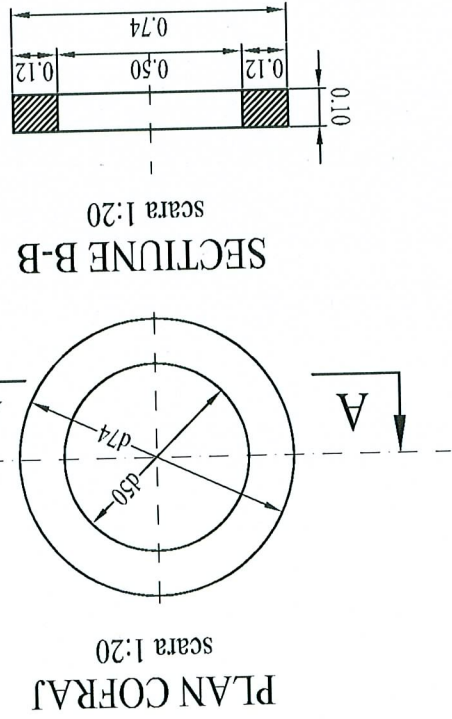 PLAN COFRAJ
scara 1:20
d50
d74
A
SECTIUNE B-B
scara 1:20
0.10
0.12
0.50
0.12
0.74